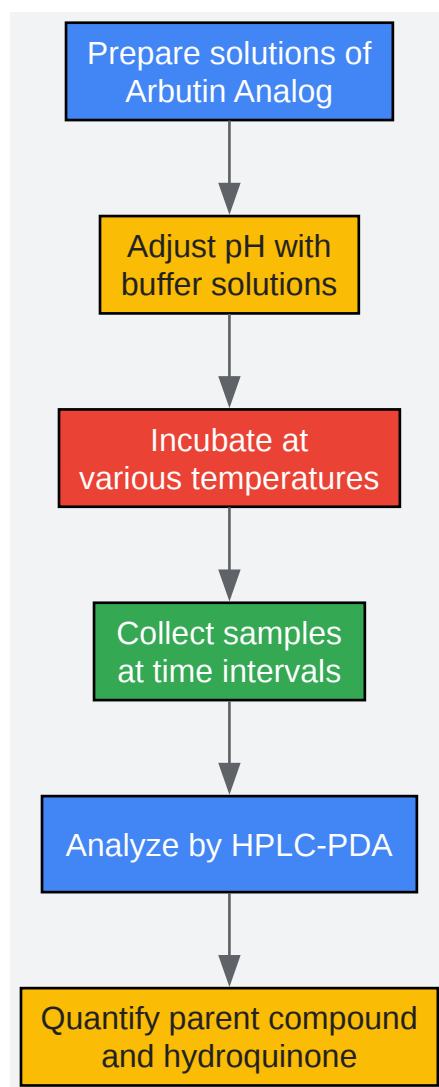 Prepare solutions of
Arbutin Analog
Adjust pH with
buffer solutions
Incubate at
various temperatures
Collect samples
at time intervals
Analyze by HPLC-PDA
Quantify parent compound
and hydroquinone